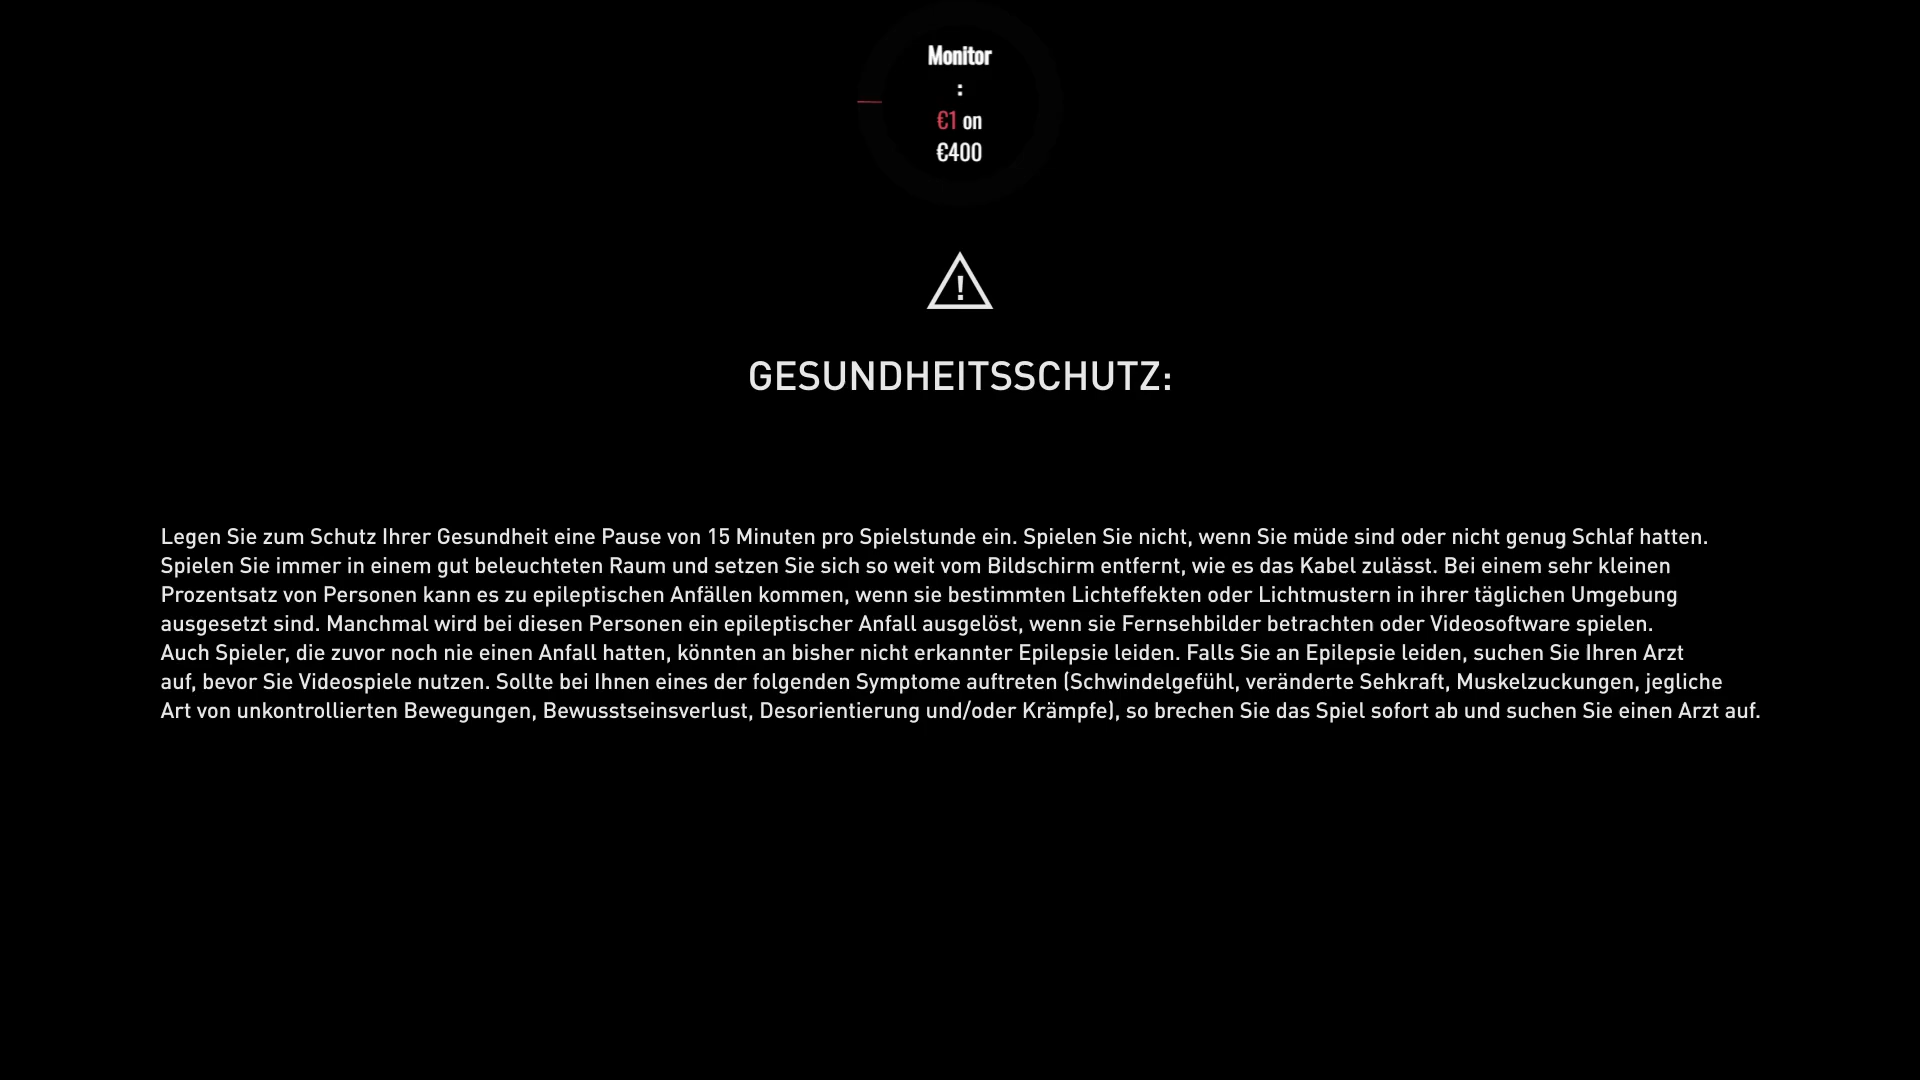 Monitor
:
€1 on
€400
!
GESUNDHEITSSCHUTZ:
Legen Sie zum Schutz Ihrer Gesundheit eine Pause von 15 Minuten pro Spielstunde ein. Spielen Sie nicht, wenn Sie müde sind oder nicht genug Schlaf hatten.
Spielen Sie immer in einem gut beleuchteten Raum und setzen Sie sich so weit vom Bildschirm entfernt, wie es das Kabel zulässt. Bei einem sehr kleinen
Prozentsatz von Personen kann es zu epileptischen Anfällen kommen, wenn sie bestimmten Lichteffekten oder Lichtmustern in ihrer täglichen Umgebung
ausgesetzt sind. Manchmal wird bei diesen Personen ein epileptischer Anfall ausgelöst, wenn sie Fernsehbilder betrachten oder Videosoftware spielen.
Auch Spieler, die zuvor noch nie einen Anfall hatten, könnten an bisher nicht erkannter Epilepsie leiden. Falls Sie an Epilepsie leiden, suchen Sie Ihren Arzt
auf, bevor Sie Videospiele nutzen. Sollte bei Ihnen eines der folgenden Symptome auftreten (Schwindelgefühl, veränderte Sehkraft, Muskelzuckungen, jegliche
Art von unkontrollierten Bewegungen, Bewusstseinsverlust, Desorientierung und/oder Krämpfe), so brechen Sie das Spiel sofort ab und suchen Sie einen Arzt auf.